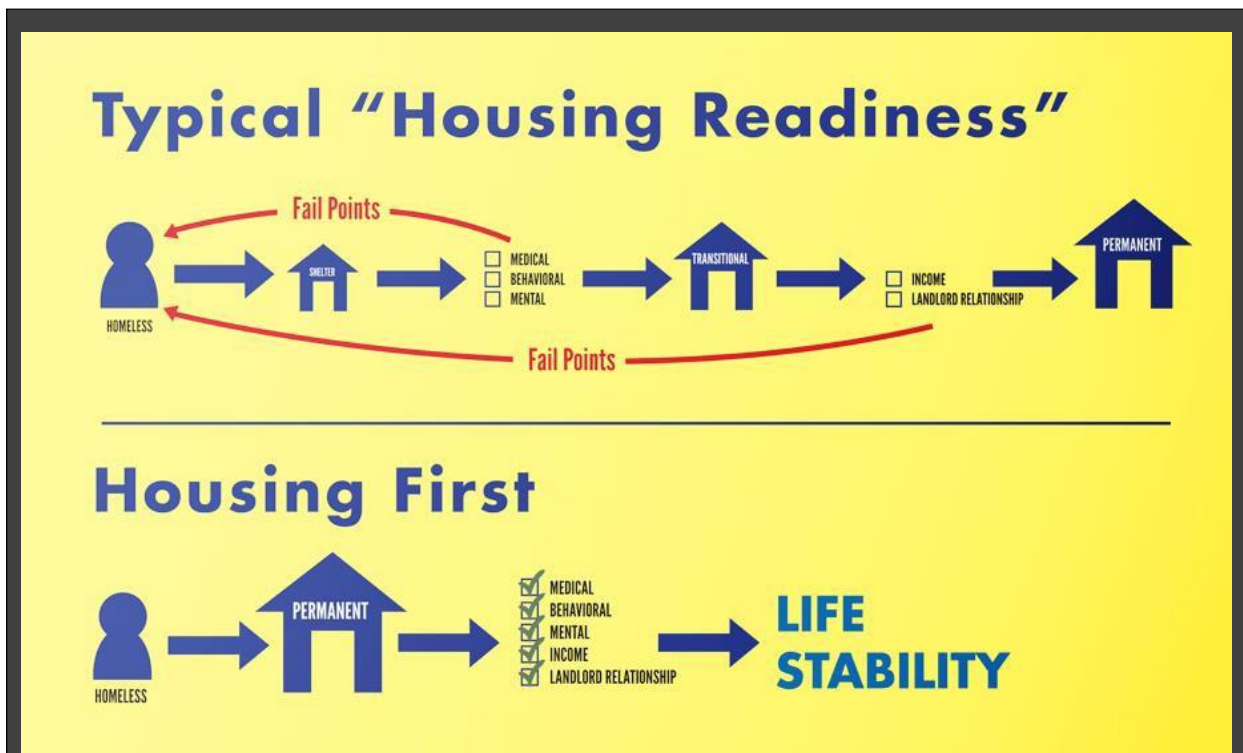 Typical “Housing Readiness”
Fail Points
HOMELESS
SHELTER
MEDICAL
BEHAVIORAL
MENTAL
TRANSITIONAL
INCOME
LANDLORD RELATIONSHIP
PERMANENT
Fail Points
Housing First
HOMELESS
PERMANENT
MEDICAL
BEHAVIORAL
MENTAL
INCOME
LANDLORD RELATIONSHIP
LIFE
STABILITY